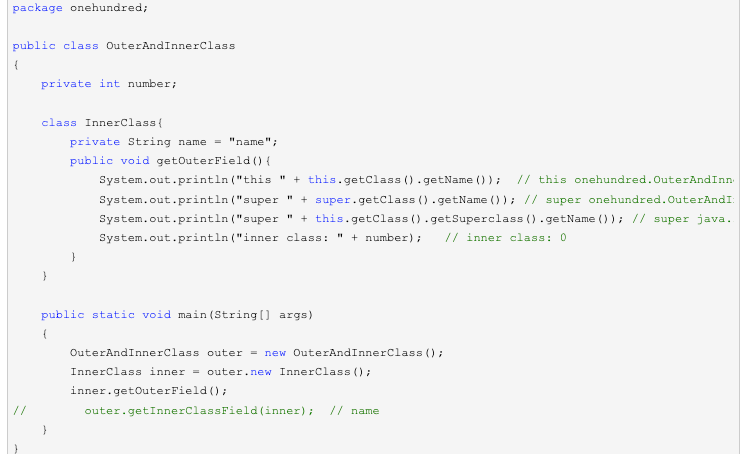 package onehundred;
public class OuterAndInnerClass
{
private int number;
class InnerClass{
private String name = "name";
public void getOuterField(){
System.out.println("this " + this.getClass().getName());  // this onehundred.OuterAndInn
System.out.println("super " + super.getClass().getName()); // super onehundred.OuterAndI
System.out.println("super " + this.getClass().getSuperclass().getName()); // super java.
System.out.println("inner class: " + number);   // inner class: 0
}
}
public static void main(String[] args)
{
OuterAndInnerClass outer = new OuterAndInnerClass();
InnerClass inner = outer.new InnerClass();
inner.getOuterField();
//        outer.getInnerClassField(inner);  // name
}
}